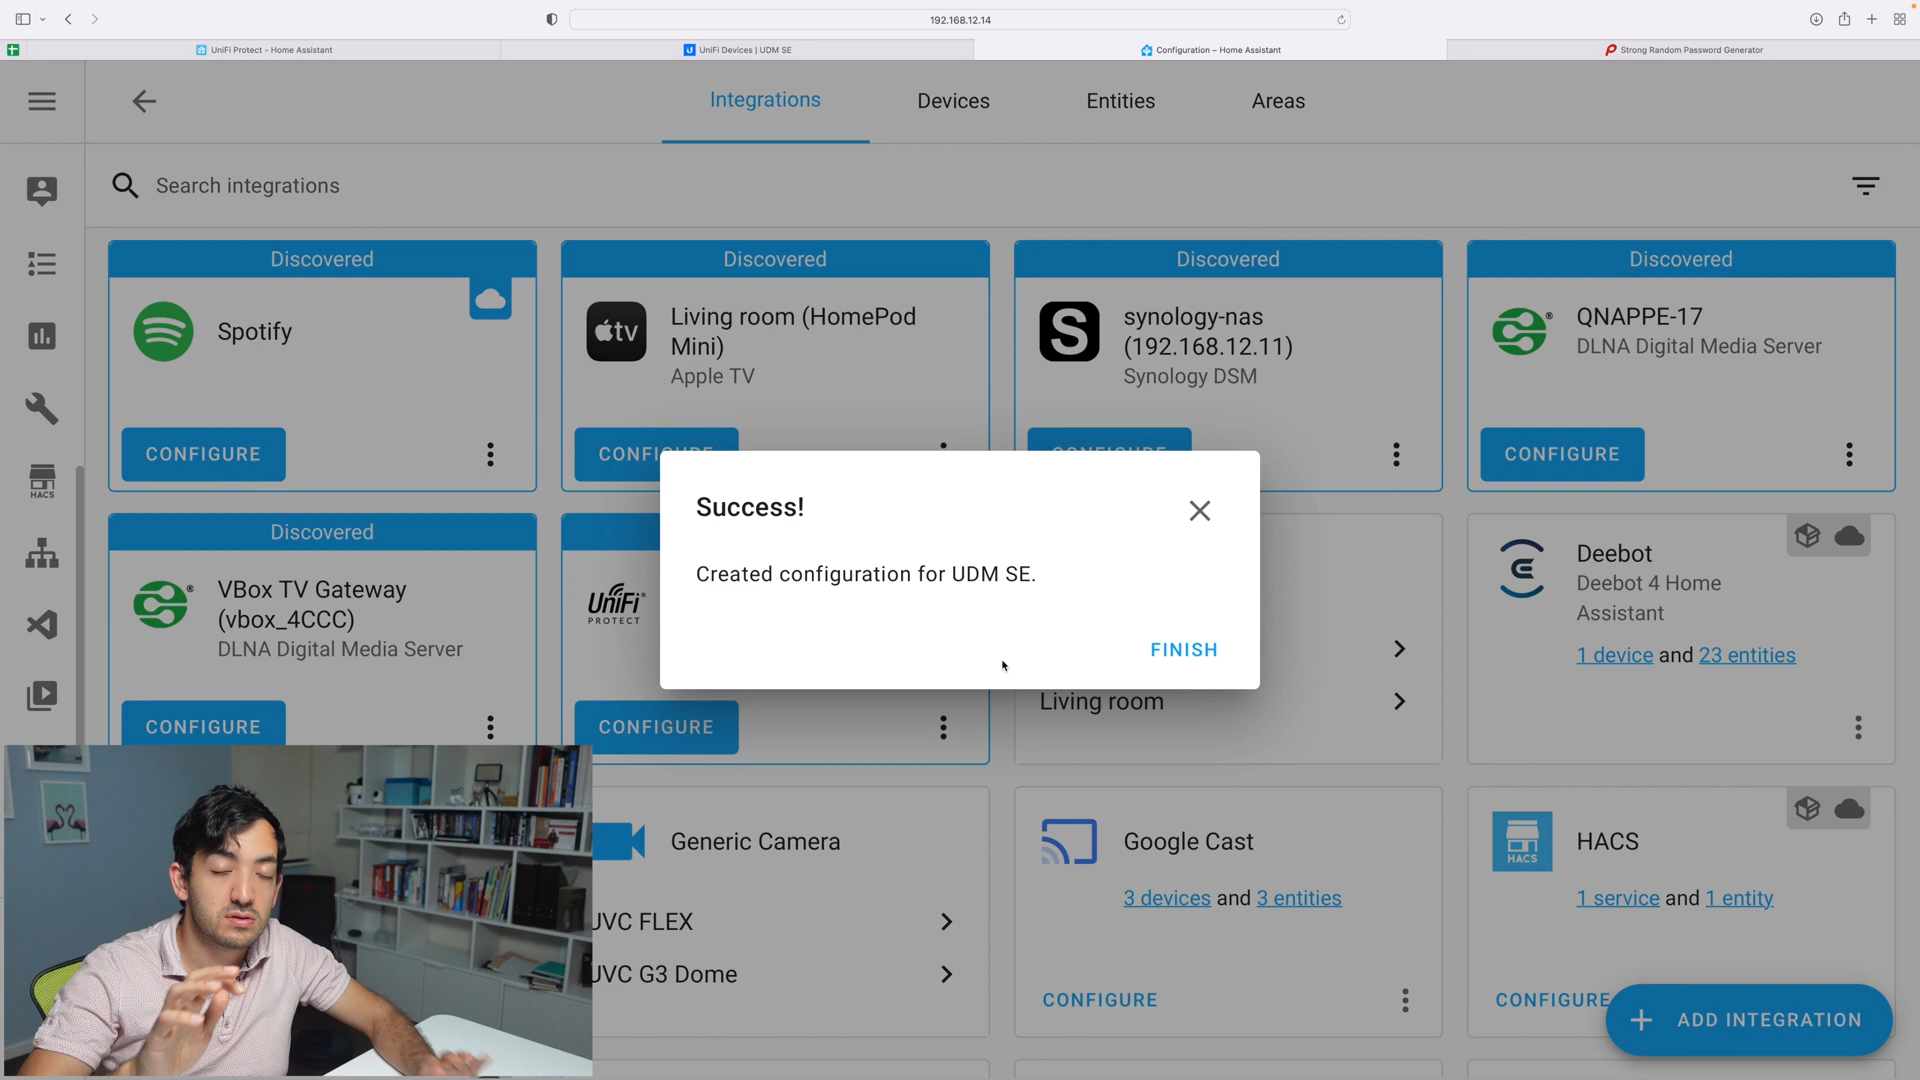 192.168.12.14
UniFi Protect - Home Assistant
UniFi Devices | UDM SE
Configuration – Home Assistant
Strong Random Password Generator
Integrations
Devices
Entities
Areas
Search integrations
Discovered
Spotify
CONFIGURE
Discovered
Living room (HomePod
Mini)
Apple TV
CONFIGURE
Discovered
synology-nas
(192.168.12.11)
Synology DSM
CONFIGURE
Discovered
QNAPPE-17
DLNA Digital Media Server
CONFIGURE
HACS
Discovered
VBox TV Gateway
(vbox_4CCC)
DLNA Digital Media Server
CONFIGURE
UniFi
PROTECT
CONFIGURE
Success!
Created configuration for UDM SE.
FINISH
Living room
Deebot
Deebot 4 Home
Assistant
1 device and 23 entities
Generic Camera
UVC FLEX
UVC G3 Dome
Google Cast
3 devices and 3 entities
CONFIGURE
HACS
HACS
1 service and 1 entity
CONFIGURE
ADD INTEGRATION